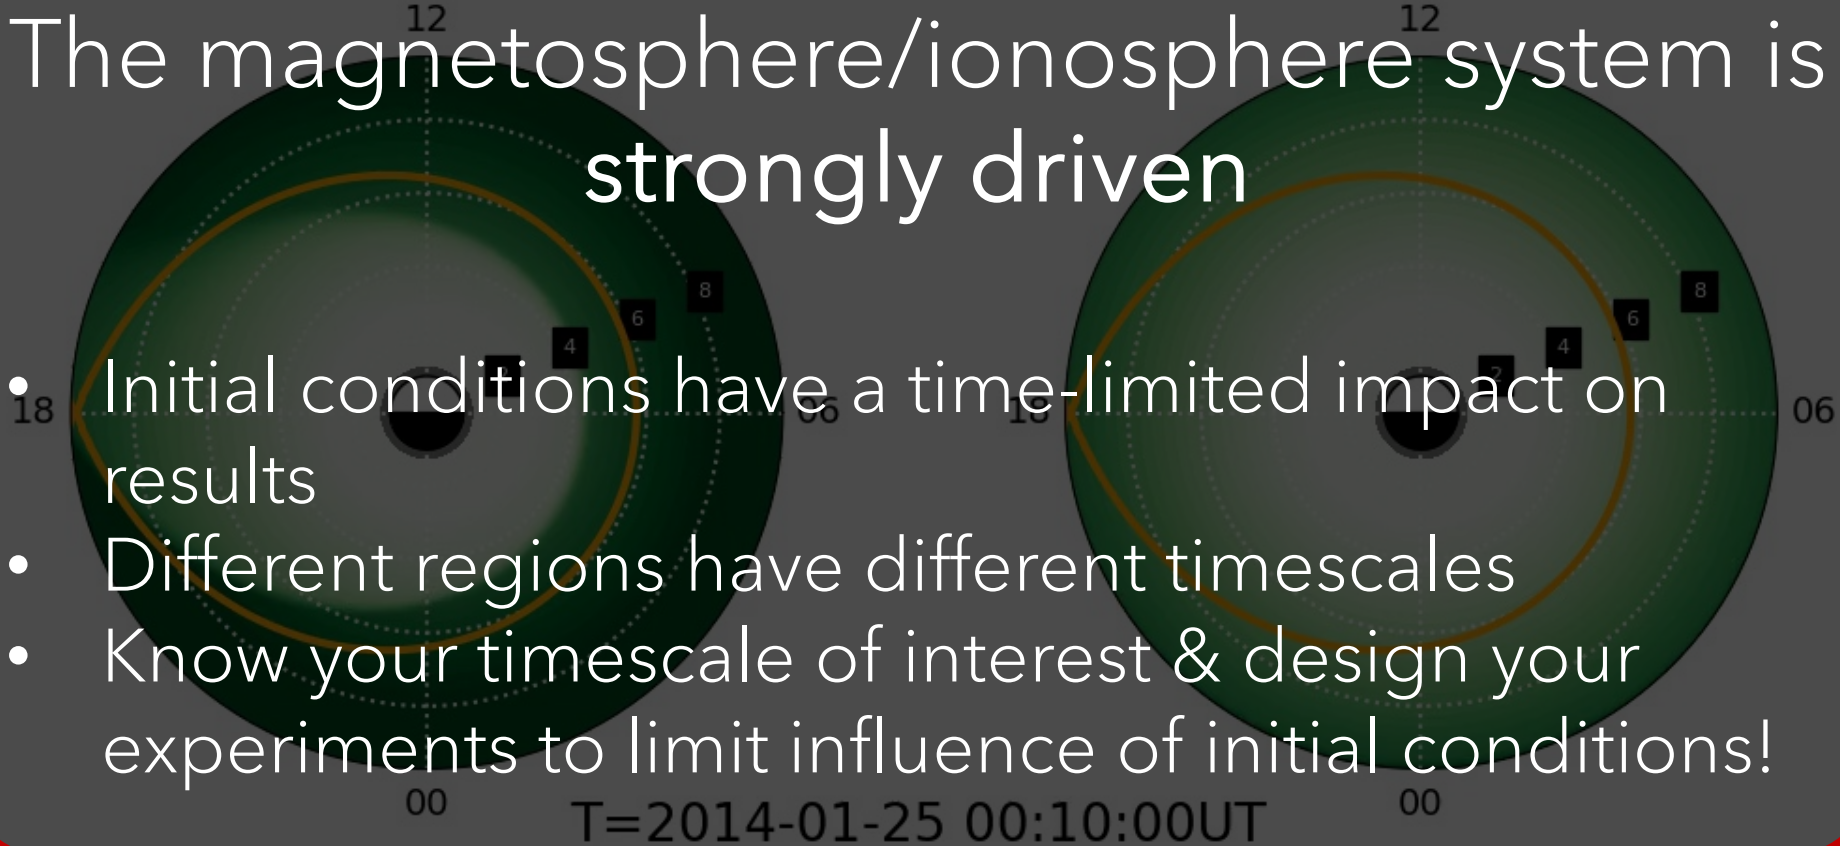 12
12
The magnetosphere/ionosphere system is
strongly driven
8
8
6
6
4
4
2
• Initial conditions have a time-limited impact on
18
06
18
06
results
• Different regions have different timescales
• Know your timescale of interest & design your
experiments to limit influence of initial conditions!
00
00
T=2014-01-25 00:10:00UT